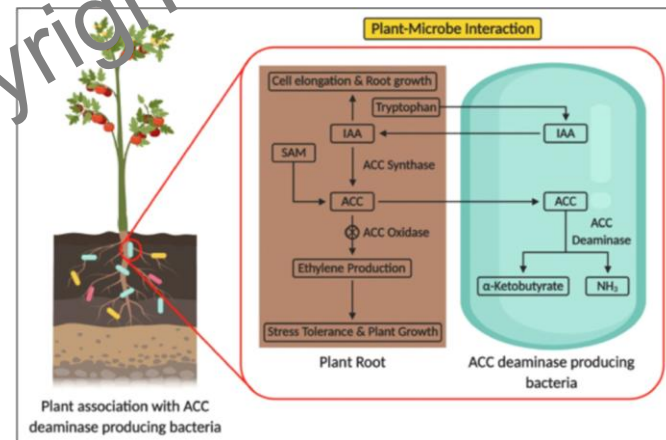 Plant-Microbe Interaction
Cell elongation & Root growth
Tryptophan
IAA
IAA
SAM
ACC Synthase
ACC
ACC
ACC Oxidase
ACC
Deaminase
Ethylene Production
α-Ketobutyrate
NH₃
Stress Tolerance & Plant Growth
Plant Root
ACC deaminase producing
bacteria
Plant association with ACC
deaminase producing bacteria